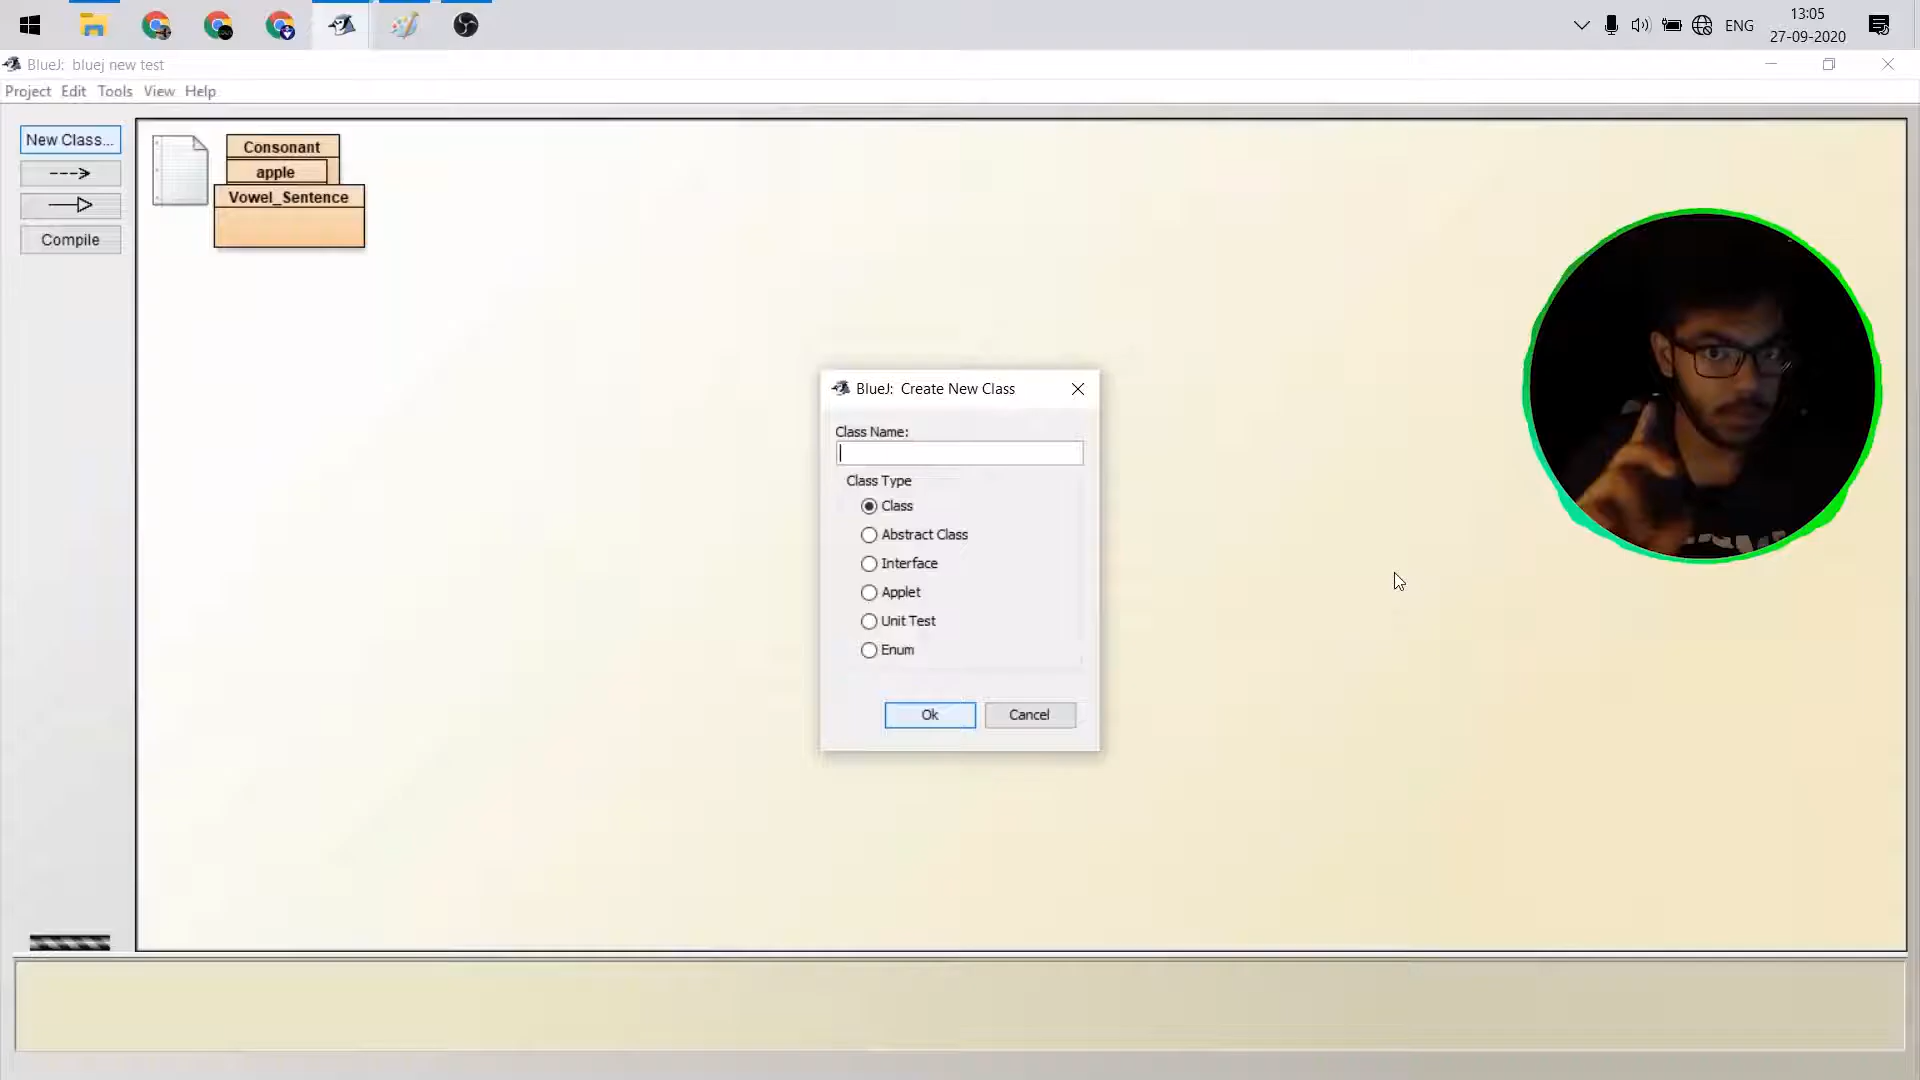 ENG
13:05
27-09-2020
BlueJ: bluej new test
Project Edit Tools View Help
New Class...
Compile
Consonant
apple
Vowel_Sentence
BlueJ: Create New Class
Class Name:
Class Type
Class
Abstract Class
Interface
Applet
Unit Test
Enum
Ok
Cancel